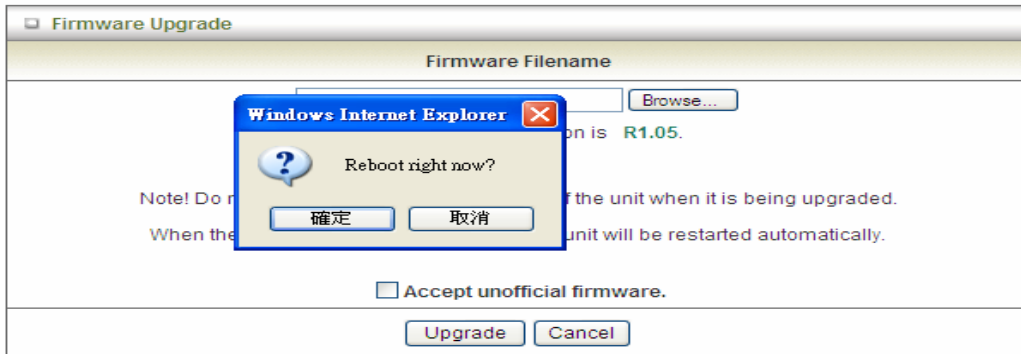 Firmware Upgrade
Firmware Filename
Browse...
Windows Internet Explorer
on is R1.05.
Reboot right now?
Note! Do f the unit when it is being upgraded.
確定 取消
When the unit will be restarted automatically.
Accept unofficial firmware.
Upgrade Cancel